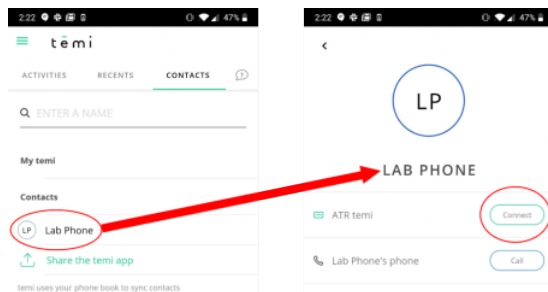 2:22
47%
tēmi
ACTIVITIES RECENTS CONTACTS
ENTER A NAME
My temi
Contacts
LP Lab Phone
Share the temi app
temi uses your phone book to sync contacts
2:22
47%
LP
LAB PHONE
ATR temi Connect
Lab Phone's phone Call